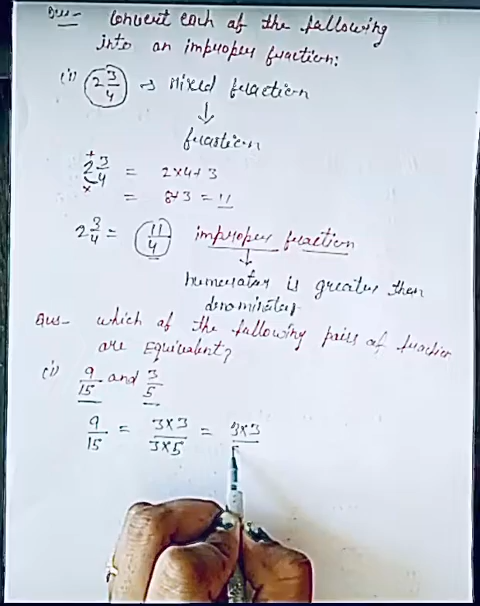 Qus- Convert each of the following
into an improper fraction:
(i) 2 3/4 → Mixed fraction
↓
fraction
2 3/4 = 2×4+3
+
×
= 8+3 = 11
2 3/4 = 11/4 improper fraction
↓
numerator is greater then
denominator
Qus- which of the following pairs of fraction
are Equivalent?
(i) 9/15 and 3/5
9/15 = 3×3/3×5 = 3×3